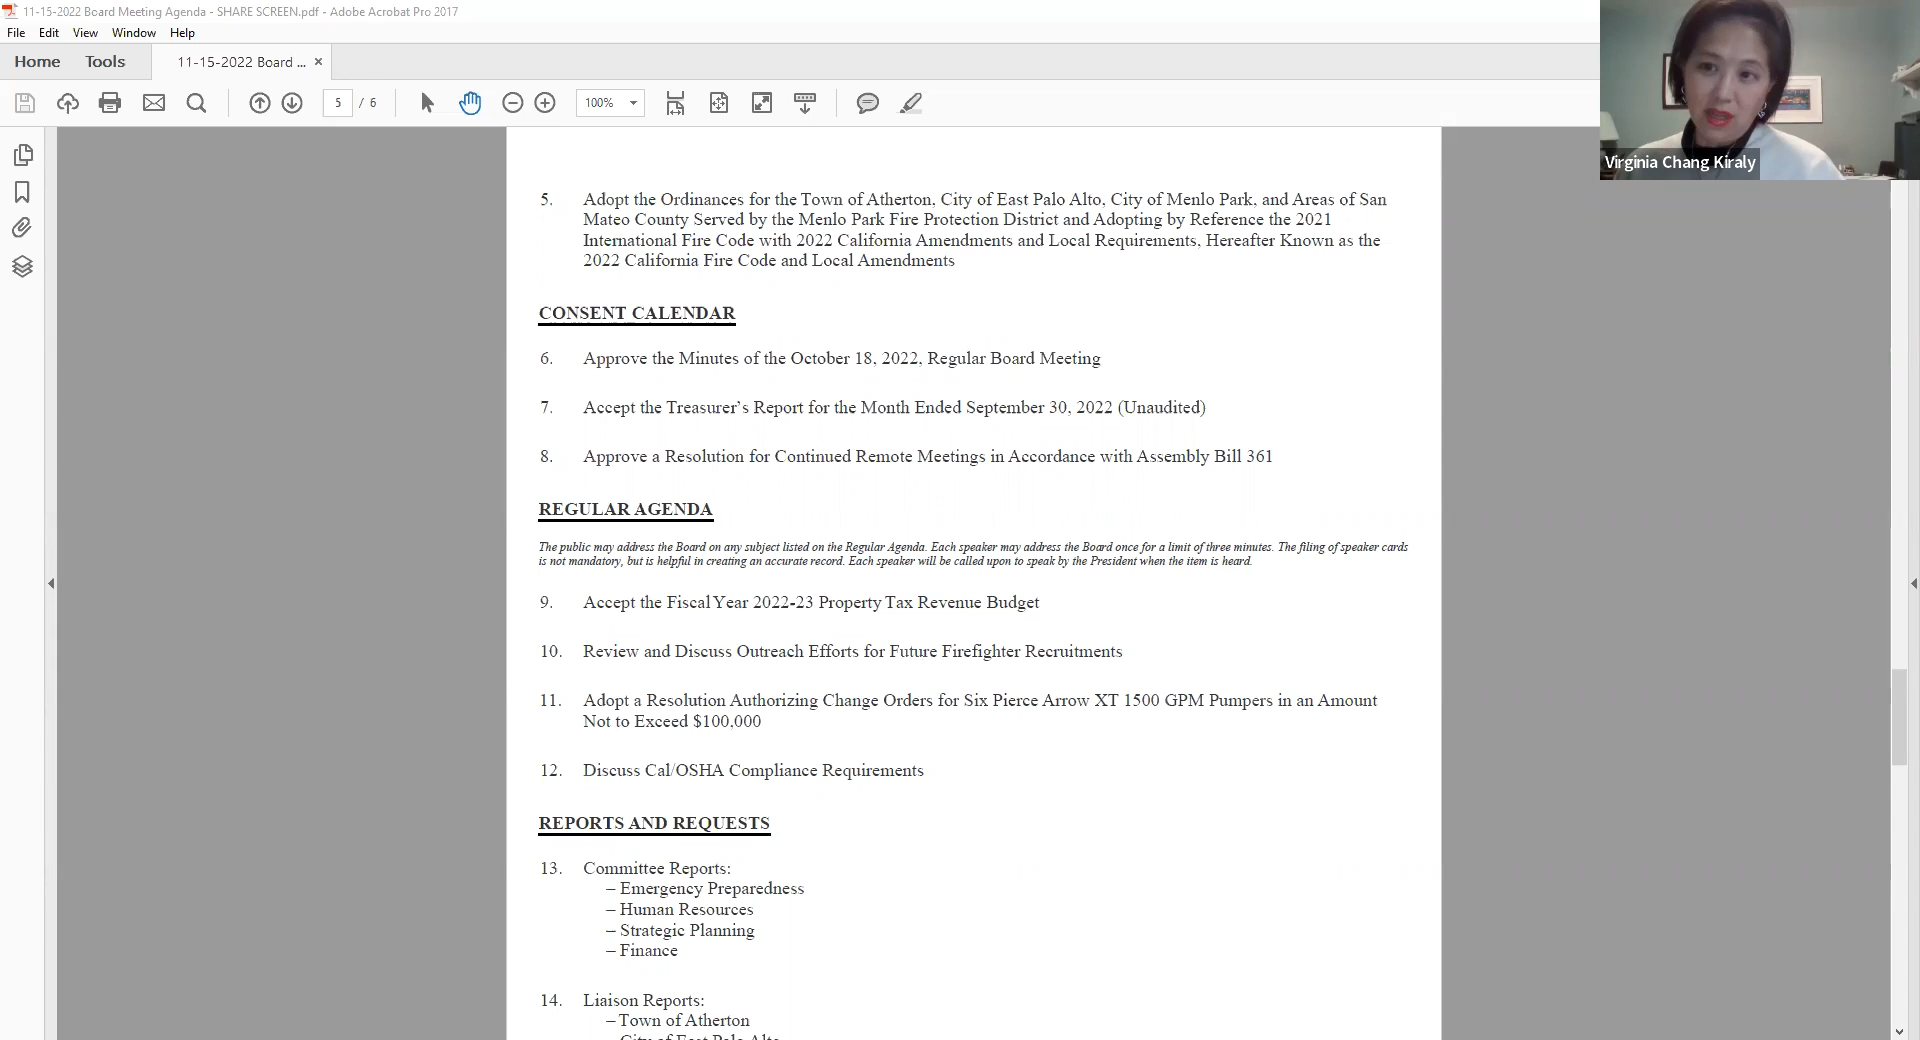 11-15-2022 Board Meeting Agenda - SHARE SCREEN.pdf - Adobe Acrobat Pro 2017
File Edit View Window Help
Home Tools 11-15-2022 Board ... ×
5 / 6 100%
Virginia Chang Kiraly
5. Adopt the Ordinances for the Town of Atherton, City of East Palo Alto, City of Menlo Park, and Areas of San
Mateo County Served by the Menlo Park Fire Protection District and Adopting by Reference the 2021
International Fire Code with 2022 California Amendments and Local Requirements, Hereafter Known as the
2022 California Fire Code and Local Amendments
CONSENT CALENDAR
6. Approve the Minutes of the October 18, 2022, Regular Board Meeting
7. Accept the Treasurer’s Report for the Month Ended September 30, 2022 (Unaudited)
8. Approve a Resolution for Continued Remote Meetings in Accordance with Assembly Bill 361
REGULAR AGENDA
The public may address the Board on any subject listed on the Regular Agenda. Each speaker may address the Board once for a limit of three minutes. The filing of speaker cards
is not mandatory, but is helpful in creating an accurate record. Each speaker will be called upon to speak by the President when the item is heard.
9. Accept the Fiscal Year 2022-23 Property Tax Revenue Budget
10. Review and Discuss Outreach Efforts for Future Firefighter Recruitments
11. Adopt a Resolution Authorizing Change Orders for Six Pierce Arrow XT 1500 GPM Pumpers in an Amount
Not to Exceed $100,000
12. Discuss Cal/OSHA Compliance Requirements
REPORTS AND REQUESTS
13. Committee Reports:
– Emergency Preparedness
– Human Resources
– Strategic Planning
– Finance
14. Liaison Reports:
– Town of Atherton
City of East Palo Alto